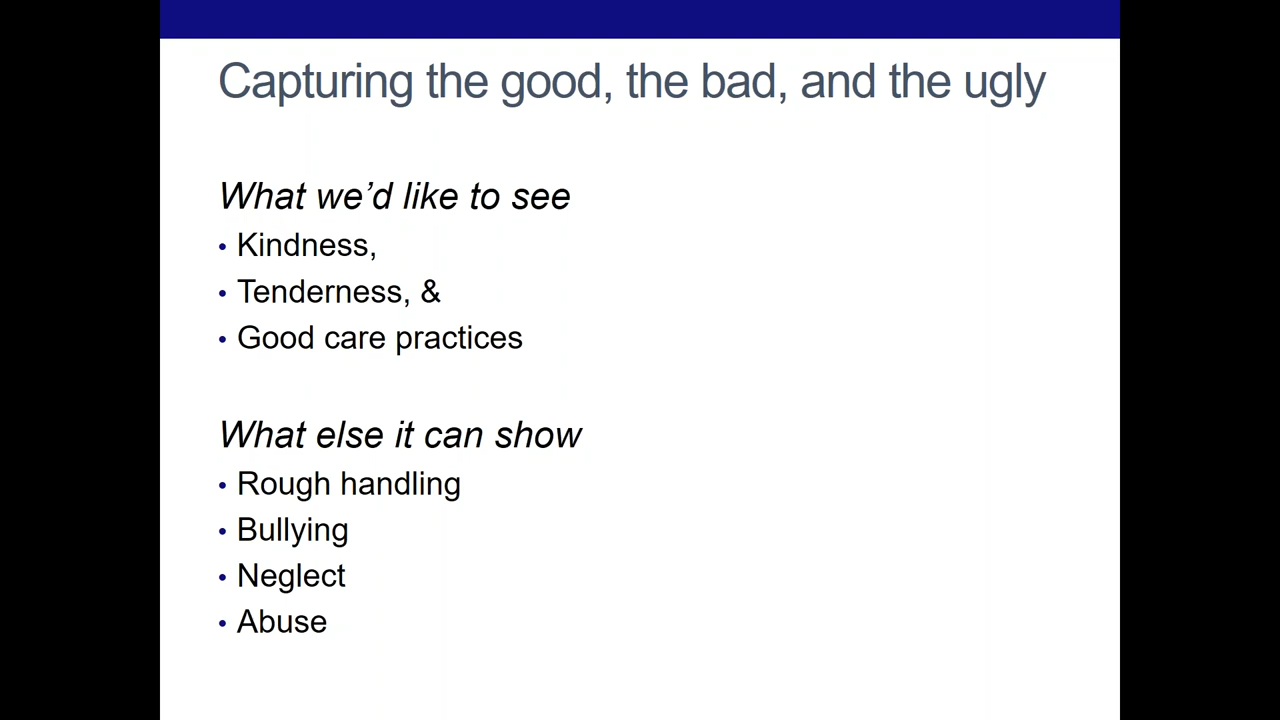 Capturing the good, the bad, and the ugly
What we’d like to see
• Kindness,
• Tenderness, &
• Good care practices
What else it can show
• Rough handling
• Bullying
• Neglect
• Abuse